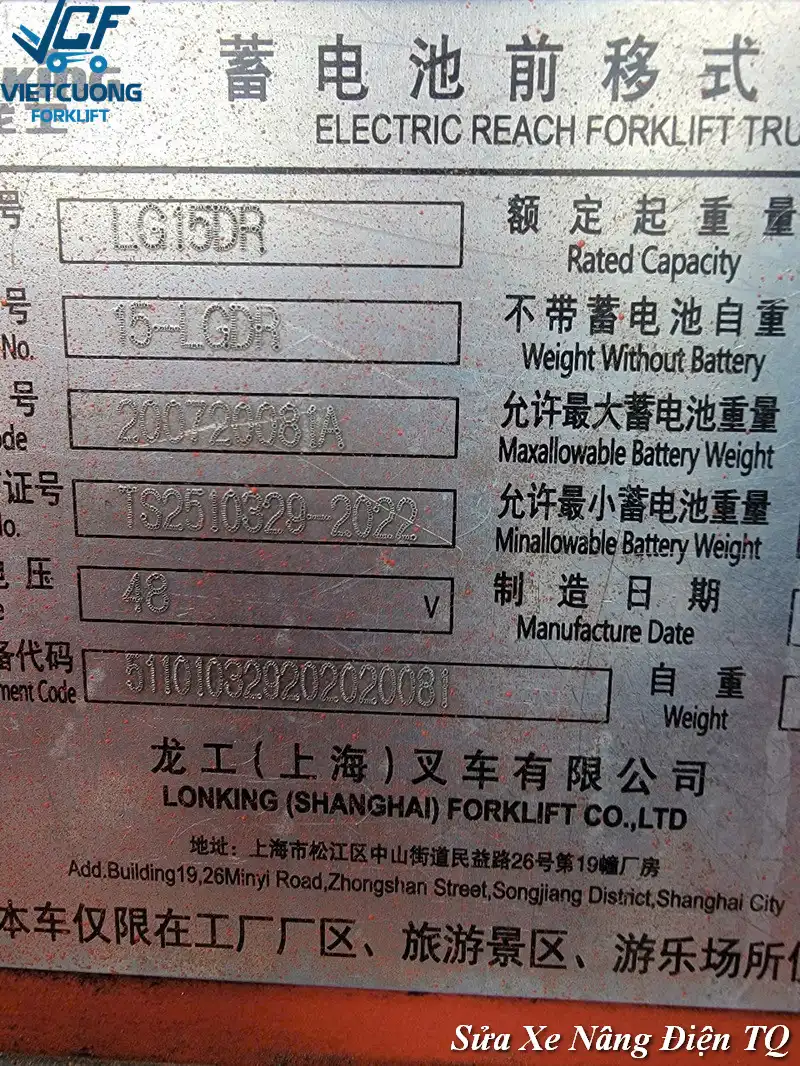 VCF
VIETCUONG
FORKLIFT
蓄电池前移式
ELECTRIC REACH FORKLIFT TRU
号 LG15DR 额定起重量
Rated Capacity
号 15-LGDR 不带蓄电池自重
No. Weight Without Battery
号 200720081A 允许最大蓄电池重量
ode Maxallowable Battery Weight
证号 TS2510329-2022 允许最小蓄电池重量
No. Minallowable Battery Weight
电压 48 V 制造日期
e Manufacture Date
备代码 511010329202020081 自重
ment Code Weight
龙工(上海)叉车有限公司
LONKING (SHANGHAI) FORKLIFT CO.,LTD
地址：上海市松江区中山街道民益路26号第19幢厂房
Add.Building19,26Minyi Road,Zhongshan Street,Songjiang District,Shanghai City
本车仅限在工厂厂区、旅游景区、游乐场所
Sửa Xe Nâng Điện TQ